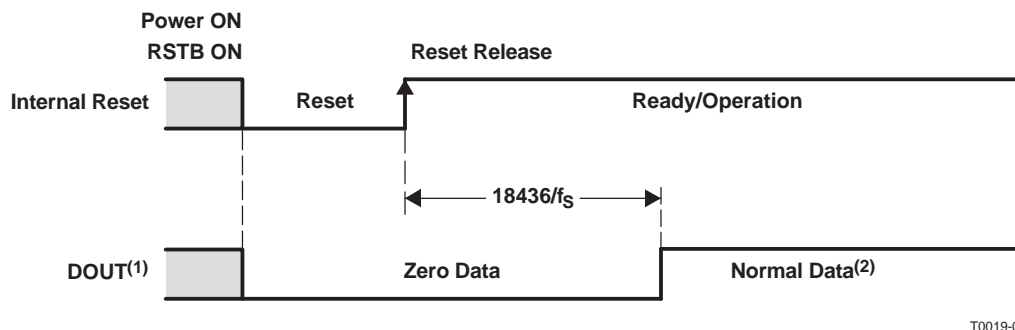 Power ON
RSTB ON
Reset Release
Internal Reset
Reset
Ready/Operation
18436/fS
DOUT(1)
Zero Data
Normal Data(2)